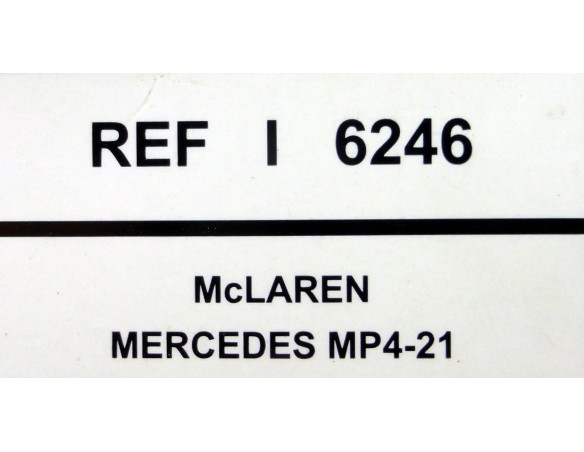 REF I 6246
McLAREN
MERCEDES MP4-21